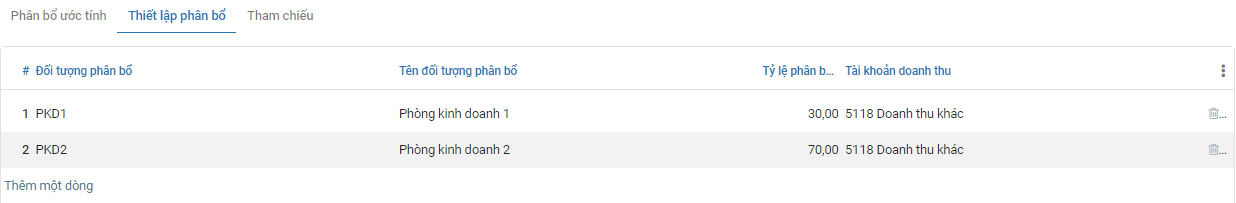 Phân bổ ước tính Thiết lập phân bổ Tham chiếu
# Đối tượng phân bổ Tên đối tượng phân bổ Tỷ lệ phân b... Tài khoản doanh thu
1 PKD1 Phòng kinh doanh 1 30,00 5118 Doanh thu khác ...
2 PKD2 Phòng kinh doanh 2 70,00 5118 Doanh thu khác ...
Thêm một dòng